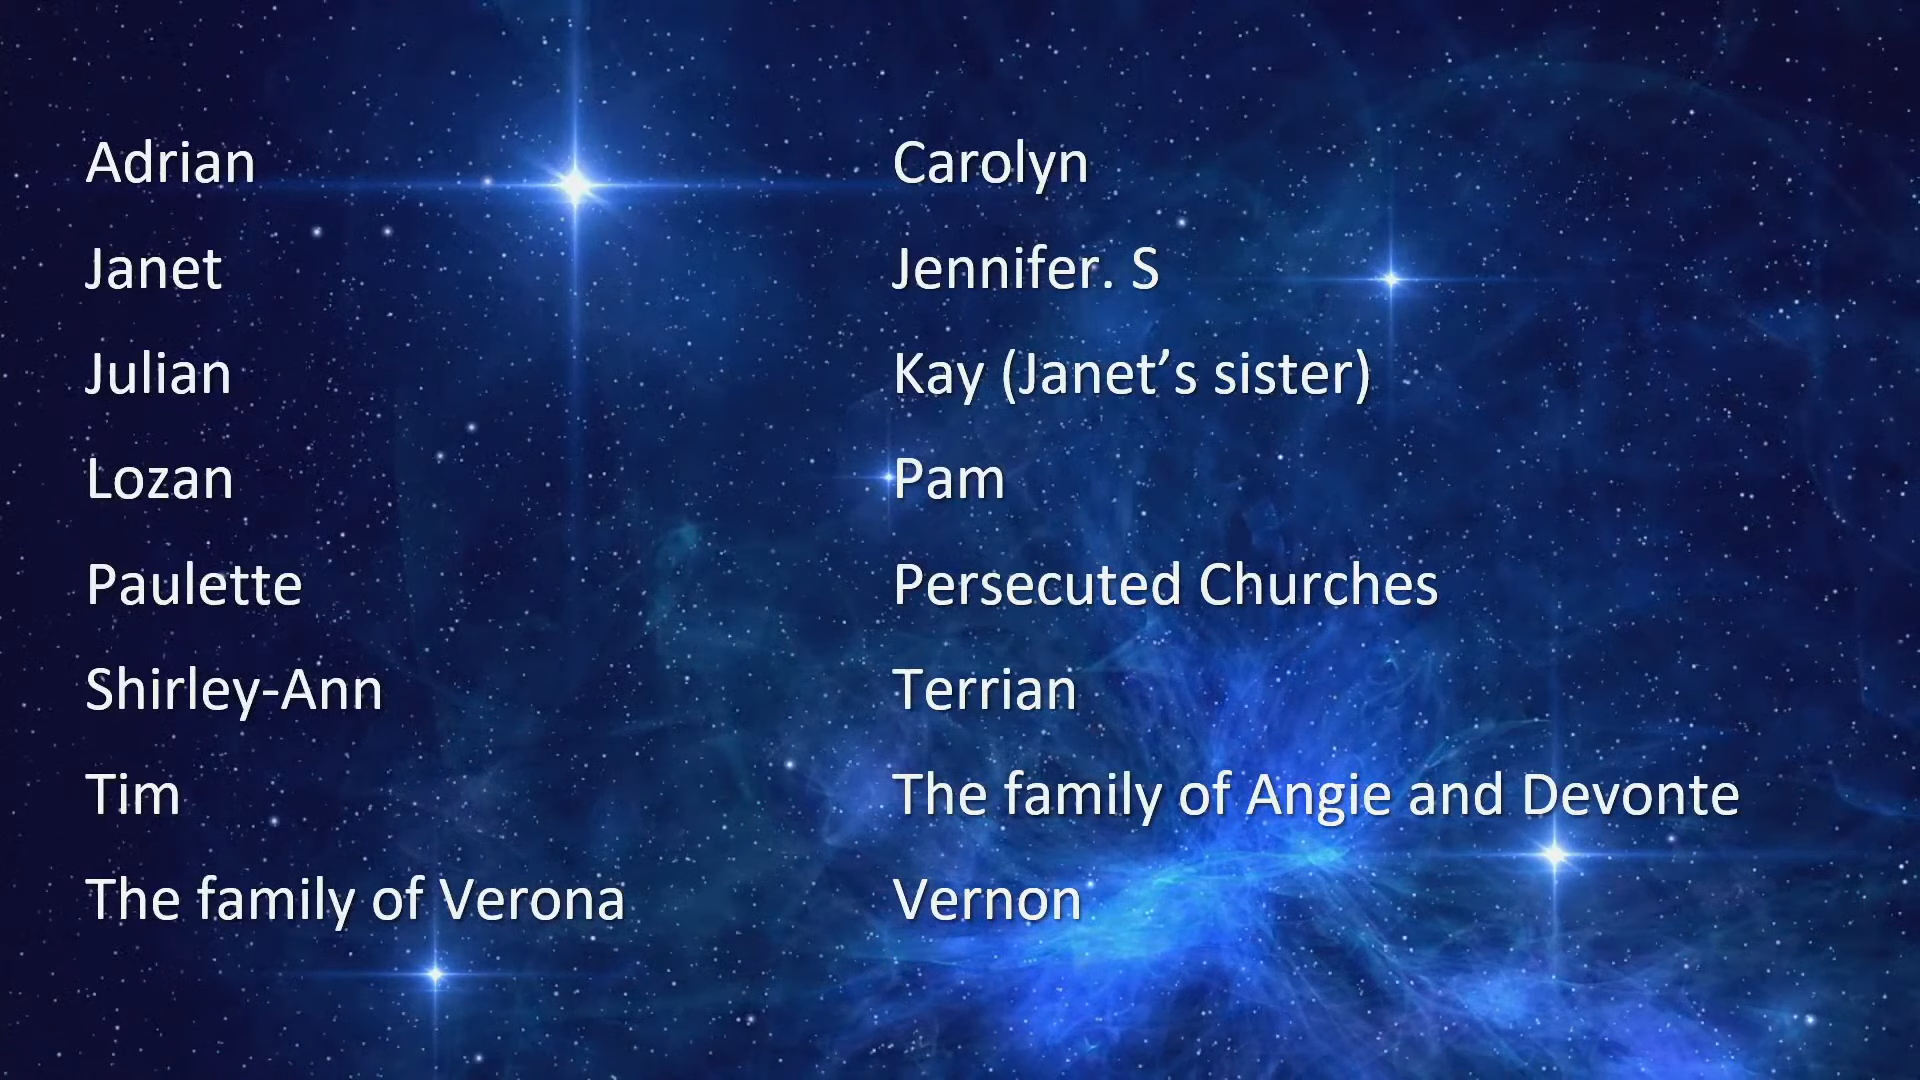 Adrian
Janet
Julian
Lozan
Paulette
Shirley-Ann
Tim
The family of Verona
Carolyn
Jennifer. S
Kay (Janet’s sister)
Pam
Persecuted Churches
Terrian
The family of Angie and Devonte
Vernon